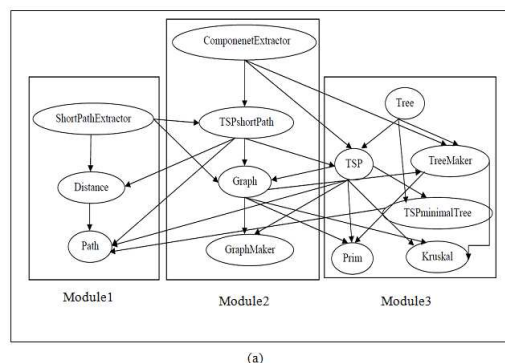 ComponenetExtractor
ShortPathExtractor
TSPshortPath
Tree
TSP
TreeMaker
Distance
Graph
TSPminimalTree
Path
GraphMaker
Prim
Kruskal
Module1
Module2
Module3
(a)